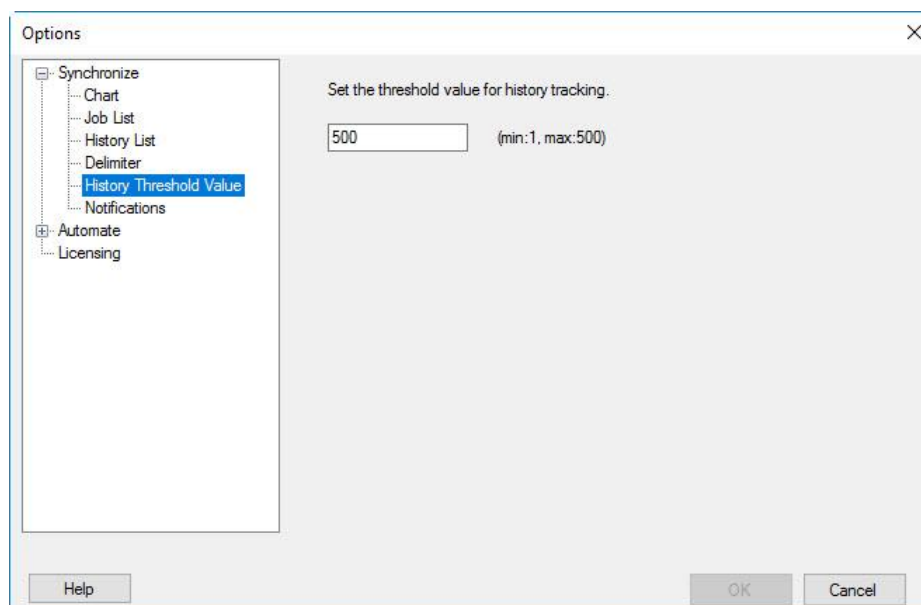 Options
Synchronize
Chart
Job List
History List
Delimiter
History Threshold Value
Notifications
Automate
Licensing
Set the threshold value for history tracking.
500 (min:1, max:500)
Help OK Cancel